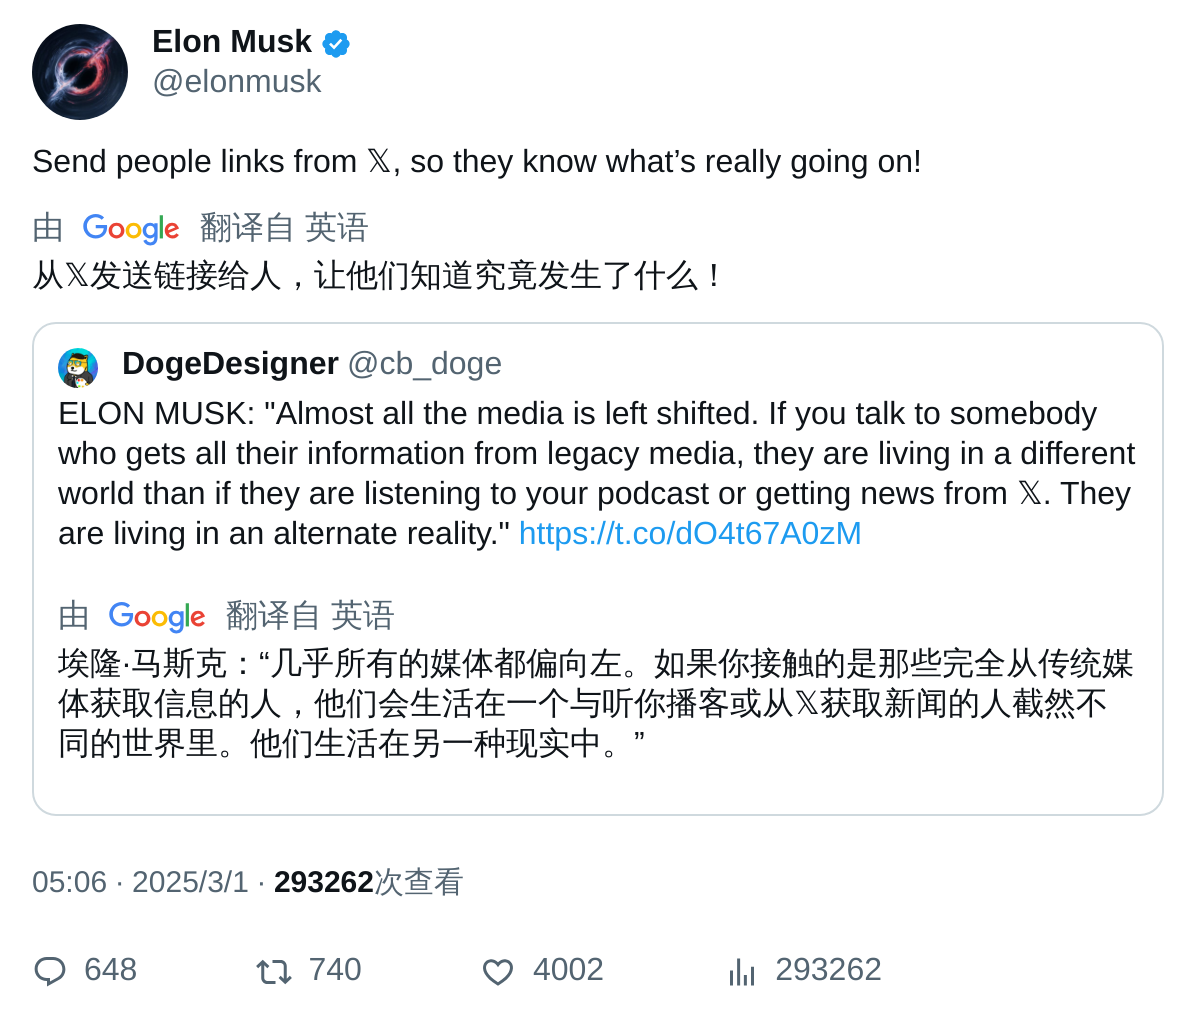 Elon Musk
@elonmusk
Send people links from 𝕏, so they know what’s really going on!
由 Google 翻译自 英语
从𝕏发送链接给人，让他们知道究竟发生了什么！
DogeDesigner @cb_doge
ELON MUSK: "Almost all the media is left shifted. If you talk to somebody
who gets all their information from legacy media, they are living in a different
world than if they are listening to your podcast or getting news from 𝕏. They
are living in an alternate reality." https://t.co/dO4t67A0zM
由 Google 翻译自 英语
埃隆·马斯克：“几乎所有的媒体都偏向左。如果你接触的是那些完全从传统媒
体获取信息的人，他们会生活在一个与听你播客或从𝕏获取新闻的人截然不
同的世界里。他们生活在另一种现实中。”
05:06 · 2025/3/1 · 293262次查看
648 740 4002 293262